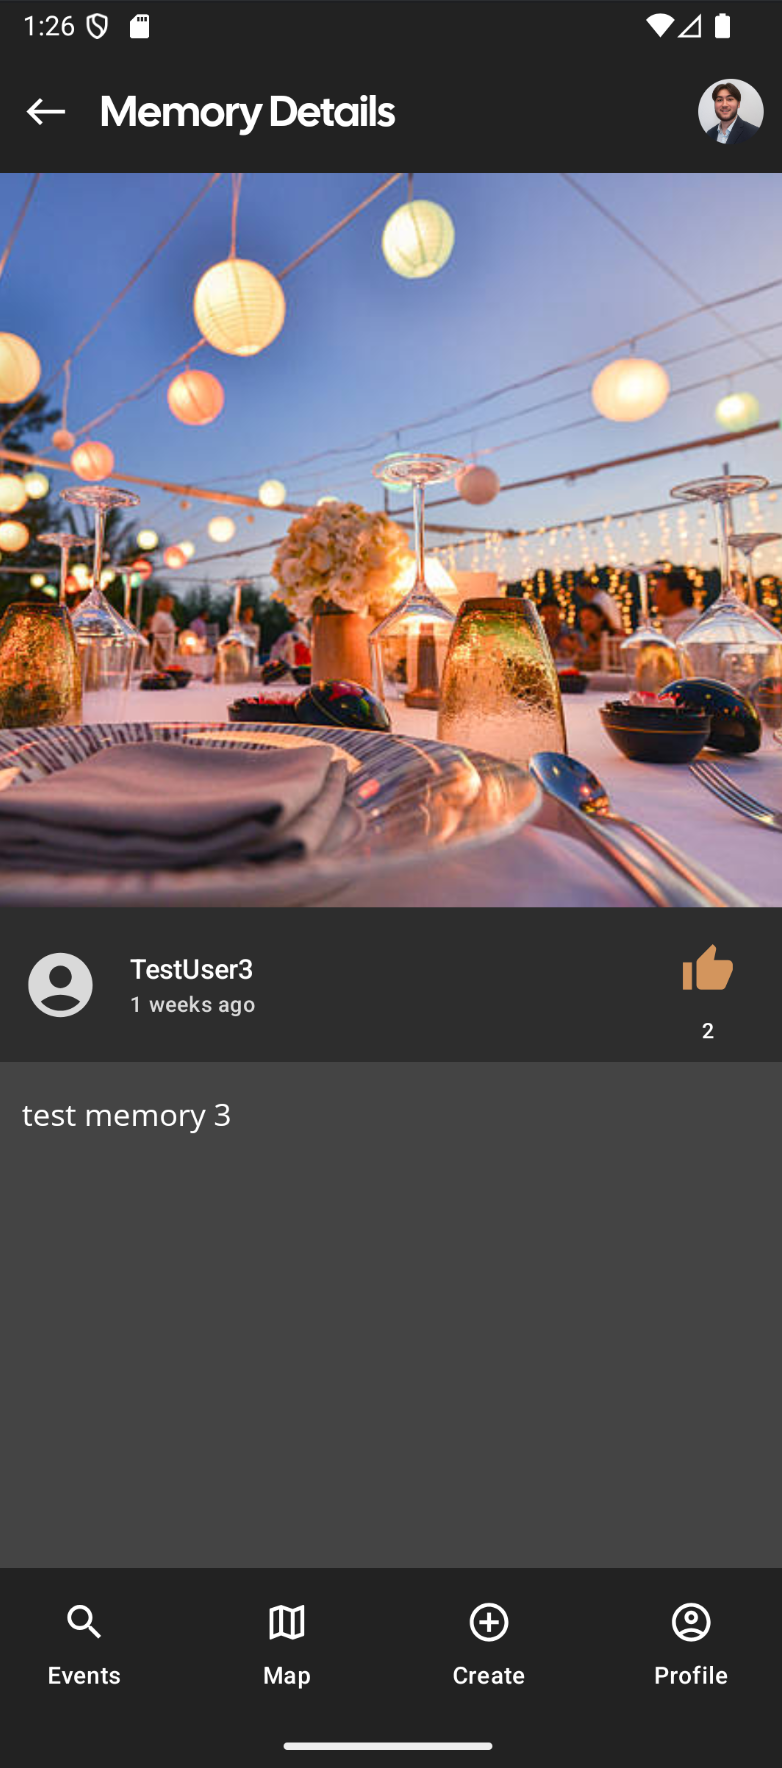 1:26
Memory Details
TestUser3
1 weeks ago
2
test memory 3
Events
Map
Create
Profile